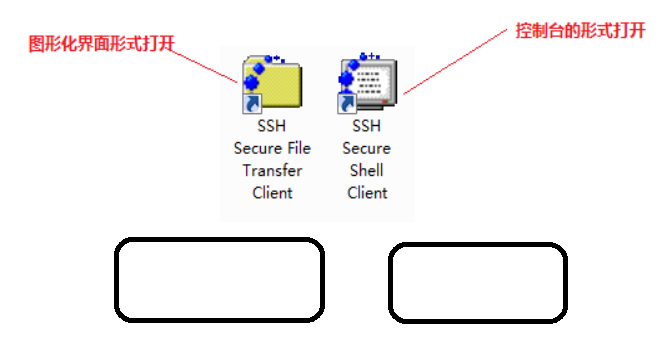 控制台的形式打开
图形化界面形式打开
SSH
Secure File
Transfer
Client
SSH
Secure
Shell
Client